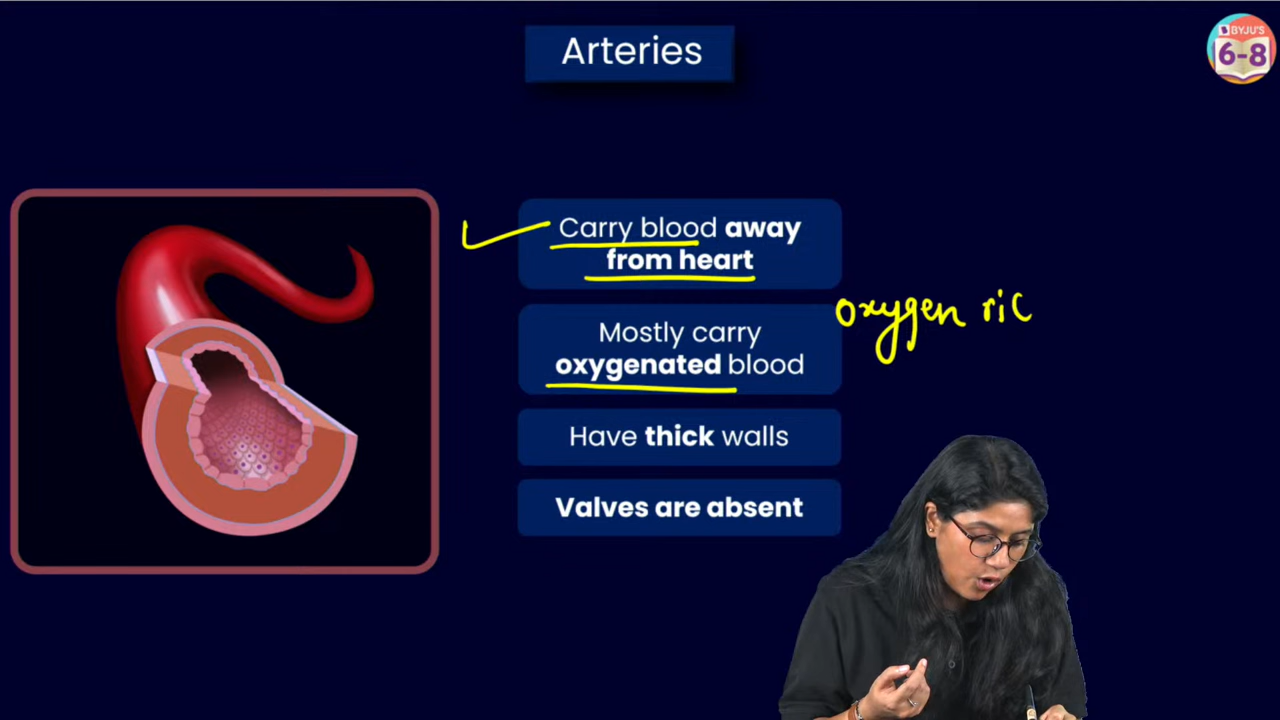 Arteries
BYJU'S
6-8
Carry blood away
from heart
oxygen ric
Mostly carry
oxygenated blood
Have thick walls
Valves are absent